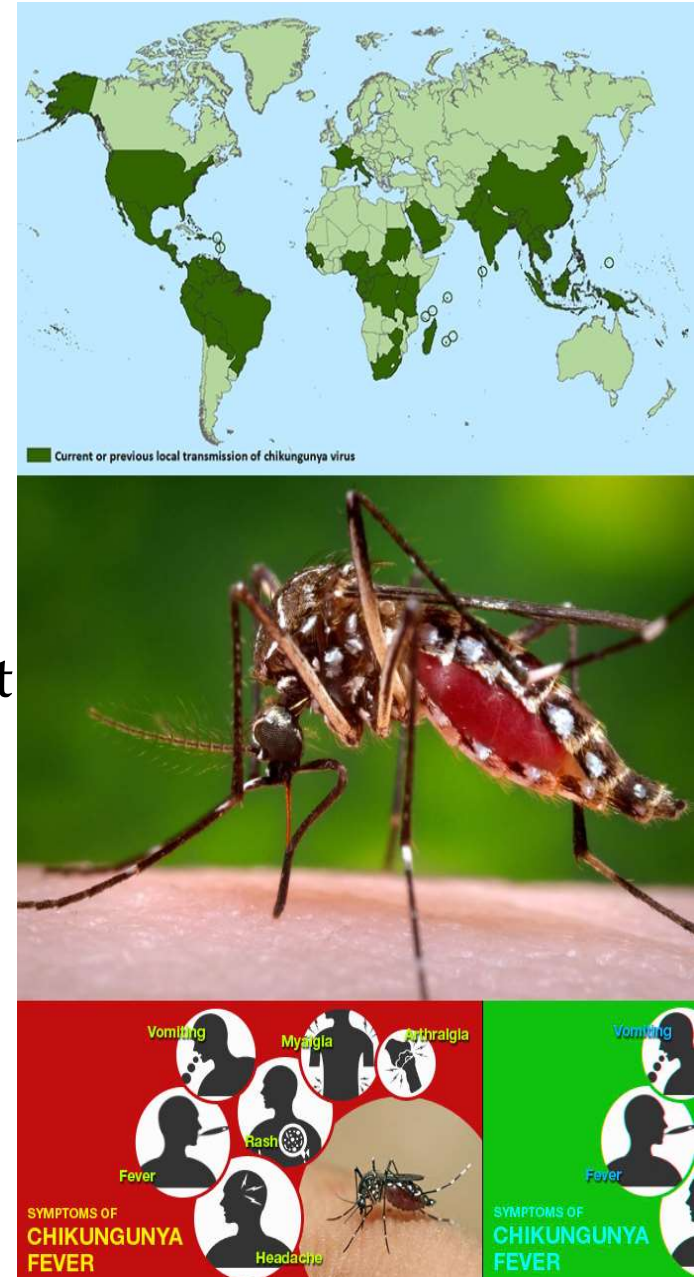 Current or previous local transmission of chikungunya virus
t
Vomiting
Myalgia
Arthralgia
Rash
Fever
Headache
SYMPTOMS OF
CHIKUNGUNYA
FEVER
Vomiting
Fever
SYMPTOMS OF
CHIKUNGUNYA
FEVER